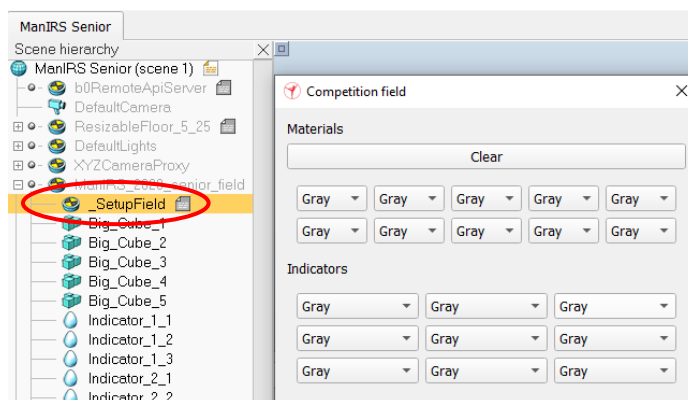 ManIRS Senior
Scene hierarchy
ManIRS Senior (scene 1)
b0RemoteApiServer
DefaultCamera
ResizableFloor_5_25
DefaultLights
XYZCameraProxy
ManIRS_2020_senior_field
_SetupField
Big_Cube_1
Big_Cube_2
Big_Cube_3
Big_Cube_4
Big_Cube_5
Indicator_1_1
Indicator_1_2
Indicator_1_3
Indicator_2_1
Indicator_2_2
Competition field
Materials
Clear
Gray Gray Gray Gray Gray
Gray Gray Gray Gray Gray
Indicators
Gray Gray Gray
Gray Gray Gray
Gray Gray Gray